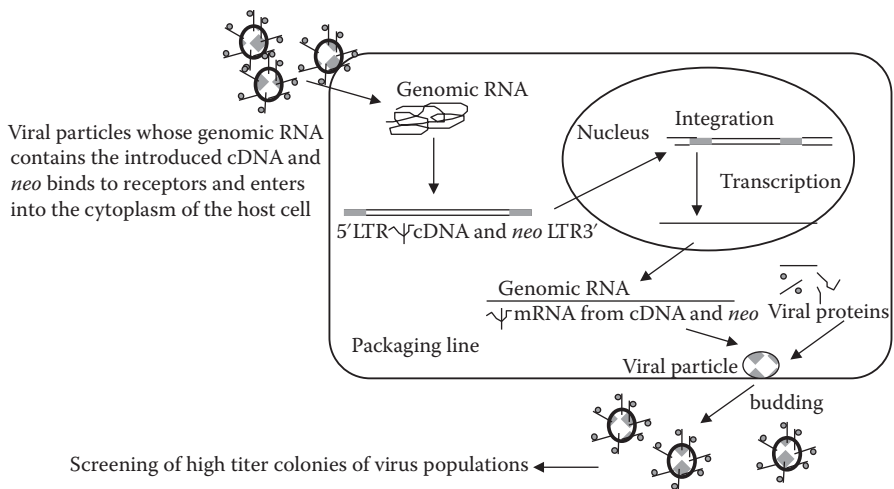 Genomic RNA
Viral particles whose genomic RNA
contains the introduced cDNA and
neo binds to receptors and enters
into the cytoplasm of the host cell
Nucleus
Integration
Transcription
5′LTR ψ cDNA and neo LTR3′
Genomic RNA
ψ mRNA from cDNA and neo
Viral proteins
Packaging line
Viral particle
budding
Screening of high titer colonies of virus populations